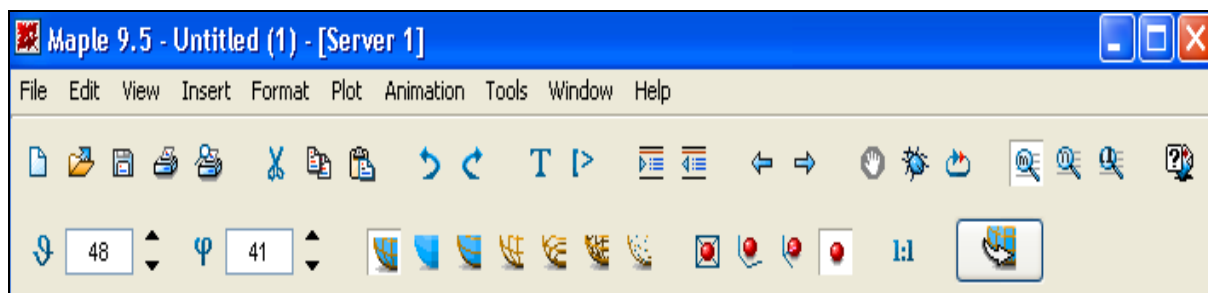 Maple 9.5 - Untitled (1) - [Server 1]
File Edit View Insert Format Plot Animation Tools Window Help
T [>
ϑ 48 φ 41 1:1